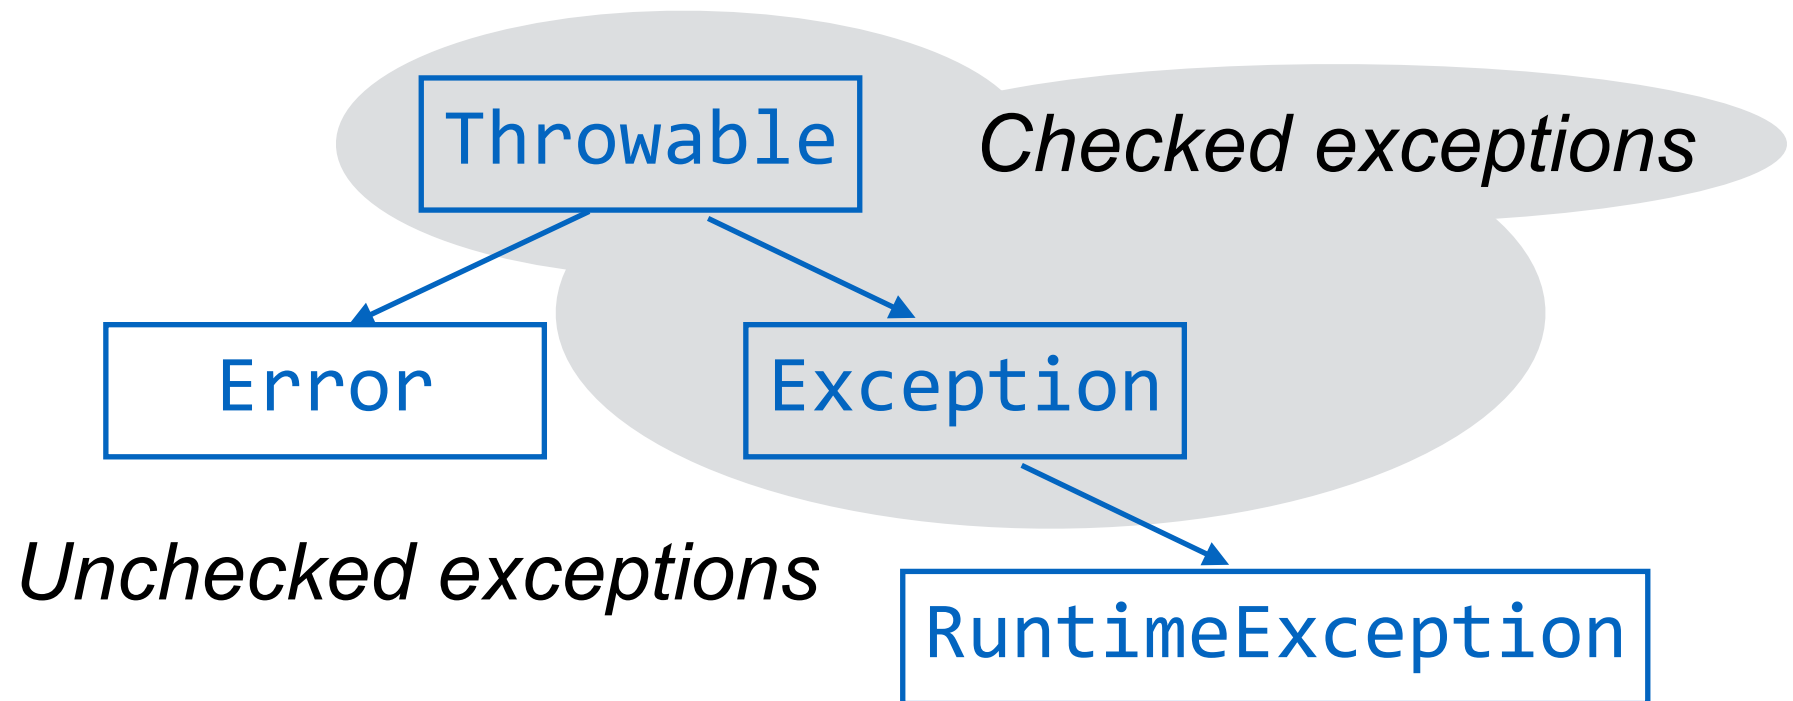 Throwable
Checked exceptions
Error
Exception
Unchecked exceptions
RuntimeException